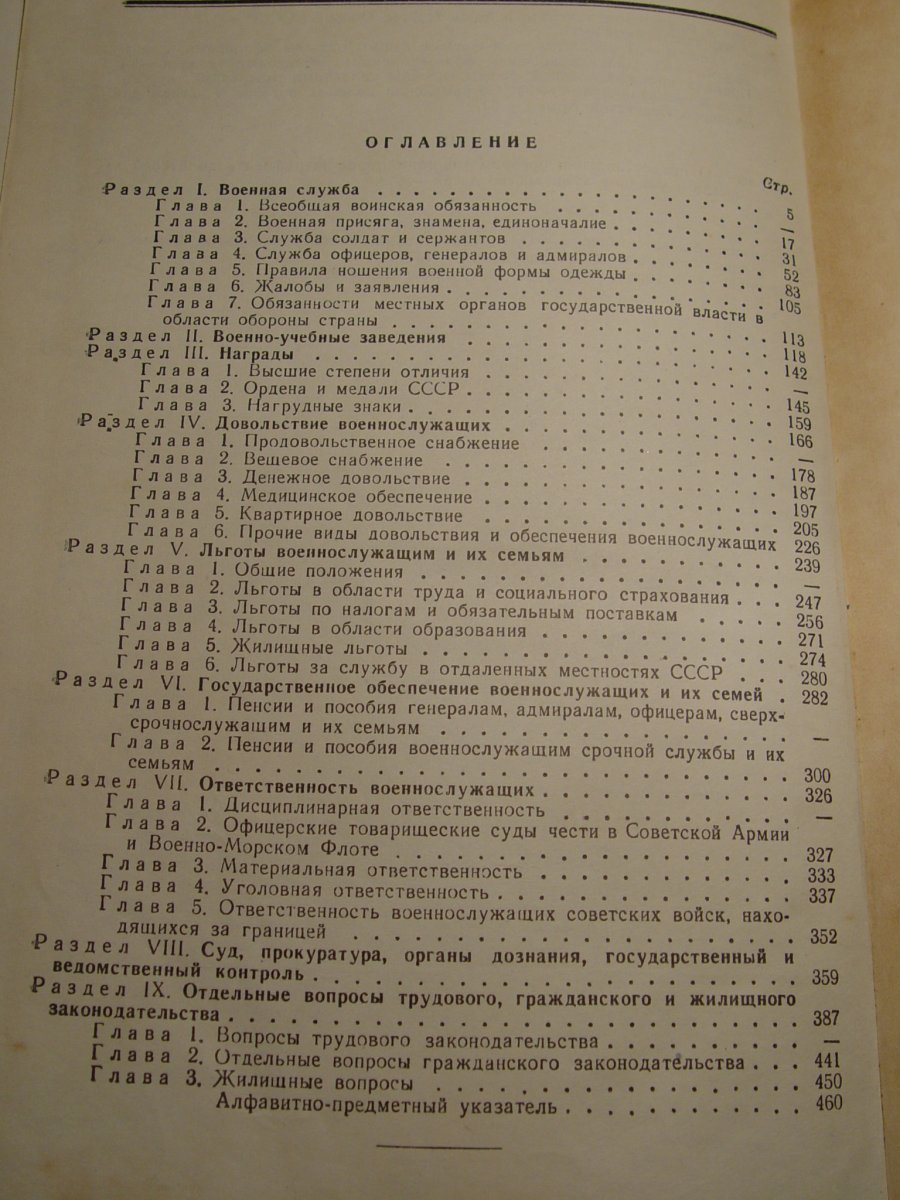 ОГЛАВЛЕНИЕ
Стр.
Раздел I. Военная служба . . . . . . . . . . . . . . . . 5
Глава 1. Всеобщая воинская обязанность . . . . . . . . . . —
Глава 2. Военная присяга, знамена, единоначалие . . . . . . . 17
Глава 3. Служба солдат и сержантов . . . . . . . . . . . 31
Глава 4. Служба офицеров, генералов и адмиралов . . . . . . . 52
Глава 5. Правила ношения военной формы одежды . . . . . . . 83
Глава 6. Жалобы и заявления . . . . . . . . . . . . . 105
Глава 7. Обязанности местных органов государственной власти в
области обороны страны . . . . . . . . . . . . . . . 113
Раздел II. Военно-учебные заведения . . . . . . . . . . . 118
Раздел III. Награды . . . . . . . . . . . . . . . . . 142
Глава 1. Высшие степени отличия . . . . . . . . . . . . —
Глава 2. Ордена и медали СССР . . . . . . . . . . . . . 145
Глава 3. Нагрудные знаки . . . . . . . . . . . . . . . 159
Раздел IV. Довольствие военнослужащих . . . . . . . . . . . 166
Глава 1. Продовольственное снабжение . . . . . . . . . . —
Глава 2. Вещевое снабжение . . . . . . . . . . . . . . 178
Глава 3. Денежное довольствие . . . . . . . . . . . . . 187
Глава 4. Медицинское обеспечение . . . . . . . . . . . . 197
Глава 5. Квартирное довольствие . . . . . . . . . . . . 205
Глава 6. Прочие виды довольствия и обеспечения военнослужащих 226
Раздел V. Льготы военнослужащим и их семьям . . . . . . . . 239
Глава 1. Общие положения . . . . . . . . . . . . . . . —
Глава 2. Льготы в области труда и социального страхования . . . 247
Глава 3. Льготы по налогам и обязательным поставкам . . . . . 256
Глава 4. Льготы в области образования . . . . . . . . . . 271
Глава 5. Жилищные льготы . . . . . . . . . . . . . . . 274
Глава 6. Льготы за службу в отдаленных местностях СССР . . . 280
Раздел VI. Государственное обеспечение военнослужащих и их семей . 282
Глава 1. Пенсии и пособия генералам, адмиралам, офицерам, сверх-
срочнослужащим и их семьям . . . . . . . . . . . . . . —
Глава 2. Пенсии и пособия военнослужащим срочной службы и их
семьям . . . . . . . . . . . . . . . . . . . . . 300
Раздел VII. Ответственность военнослужащих . . . . . . . . . 326
Глава 1. Дисциплинарная ответственность . . . . . . . . . —
Глава 2. Офицерские товарищеские суды чести в Советской Армии
и Военно-Морском Флоте . . . . . . . . . . . . . . . 327
Глава 3. Материальная ответственность . . . . . . . . . . 333
Глава 4. Уголовная ответственность . . . . . . . . . . . 337
Глава 5. Ответственность военнослужащих советских войск, нахо-
дящихся за границей . . . . . . . . . . . . . . . . 352
Раздел VIII. Суд, прокуратура, органы дознания, государственный и
ведомственный контроль . . . . . . . . . . . . . . . . 359
Раздел IX. Отдельные вопросы трудового, гражданского и жилищного
законодательства . . . . . . . . . . . . . . . . . . 387
Глава 1. Вопросы трудового законодательства . . . . . . . . —
Глава 2. Отдельные вопросы гражданского законодательства . . . 441
Глава 3. Жилищные вопросы . . . . . . . . . . . . . . 450
Алфавитно-предметный указатель . . . . . . . . . . 460